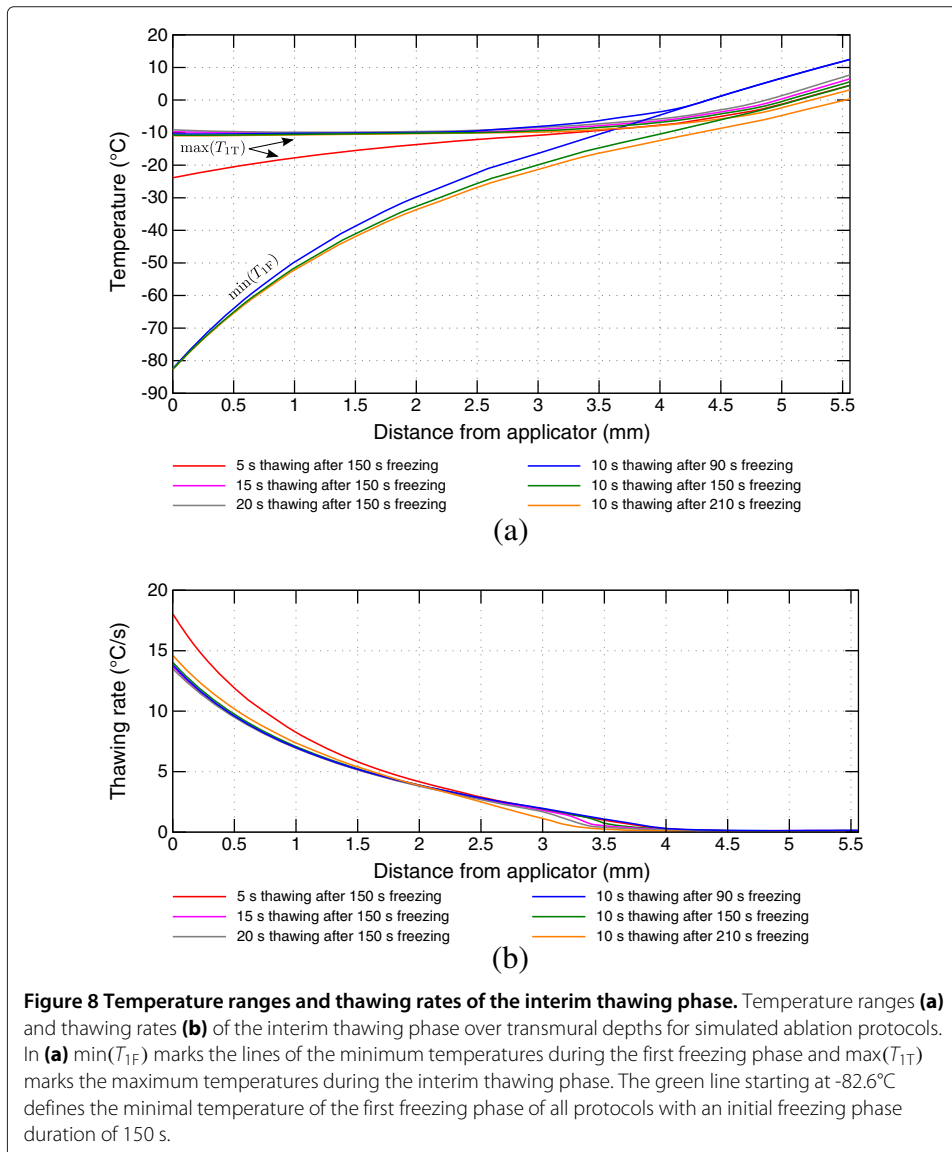 20
10
0
-10
-20
-30
-40
-50
-60
-70
-80
-90
Temperature (°C)
max(T1T)
min(T1F)
0 0.5 1 1.5 2 2.5 3 3.5 4 4.5 5 5.5
Distance from applicator (mm)
5 s thawing after 150 s freezing 10 s thawing after 90 s freezing
15 s thawing after 150 s freezing 10 s thawing after 150 s freezing
20 s thawing after 150 s freezing 10 s thawing after 210 s freezing
(a)
20
15
10
5
0
Thawing rate (°C/s)
0 0.5 1 1.5 2 2.5 3 3.5 4 4.5 5 5.5
Distance from applicator (mm)
5 s thawing after 150 s freezing 10 s thawing after 90 s freezing
15 s thawing after 150 s freezing 10 s thawing after 150 s freezing
20 s thawing after 150 s freezing 10 s thawing after 210 s freezing
(b)
Figure 8 Temperature ranges and thawing rates of the interim thawing phase. Temperature ranges (a)
and thawing rates (b) of the interim thawing phase over transmural depths for simulated ablation protocols.
In (a) min(T1F) marks the lines of the minimum temperatures during the first freezing phase and max(T1T)
marks the maximum temperatures during the interim thawing phase. The green line starting at -82.6°C
defines the minimal temperature of the first freezing phase of all protocols with an initial freezing phase
duration of 150 s.